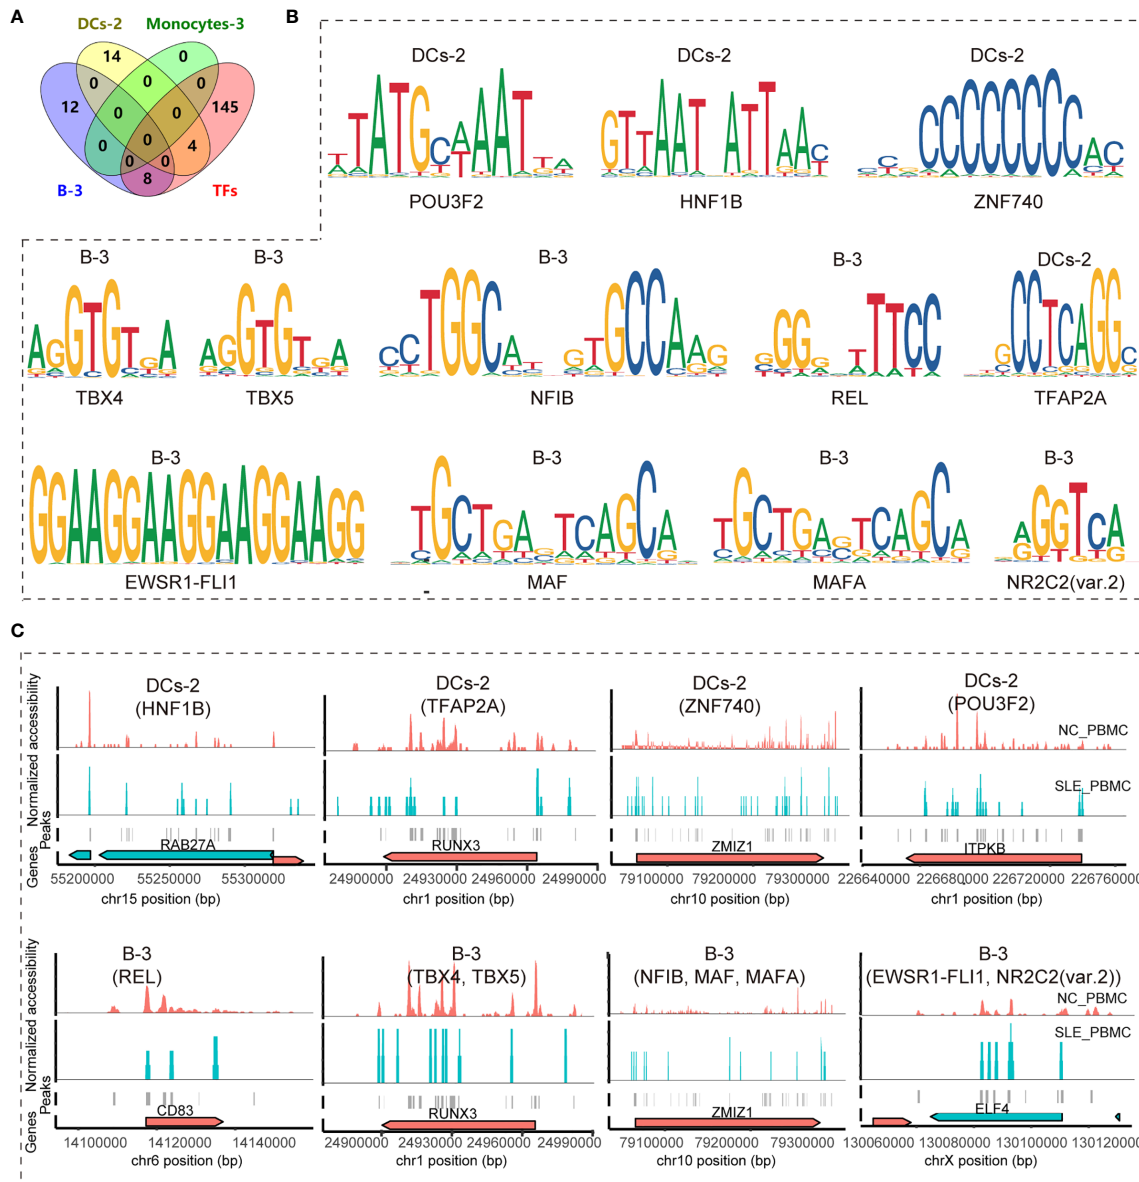 A
B
DCs-2
Monocytes-3
14
0
12
0
0
0
145
0
0
0
0
0
0
4
8
B-3
TFs
DCs-2
DCs-2
DCs-2
POU3F2
HNF1B
ZNF740
B-3
B-3
B-3
B-3
DCs-2
TBX4
TBX5
NFIB
REL
TFAP2A
B-3
B-3
B-3
B-3
EWSR1-FLI1
MAF
MAFA
NR2C2(var.2)
C
Normalized accessibility
Peaks
Genes
DCs-2
(HNF1B)
RAB27A
55200000 55250000 55300000
chr15 position (bp)
DCs-2
(TFAP2A)
RUNX3
24900000 24930000 24960000 24990000
chr1 position (bp)
DCs-2
(ZNF740)
ZMIZ1
79100000 79200000 79300000
chr10 position (bp)
DCs-2
(POU3F2)
NC_PBMC
SLE_PBMC
ITPKB
226640000 226680000 226720000 226760000
chr1 position (bp)
Normalized accessibility
Peaks
Genes
B-3
(REL)
CD83
14100000 14120000 14140000
chr6 position (bp)
B-3
(TBX4, TBX5)
RUNX3
24900000 24930000 24960000 24990000
chr1 position (bp)
B-3
(NFIB, MAF, MAFA)
ZMIZ1
79100000 79200000 79300000
chr10 position (bp)
B-3
(EWSR1-FLI1, NR2C2(var.2))
NC_PBMC
SLE_PBMC
ELF4
130060000 130080000 130100000 130120000
chrX position (bp)